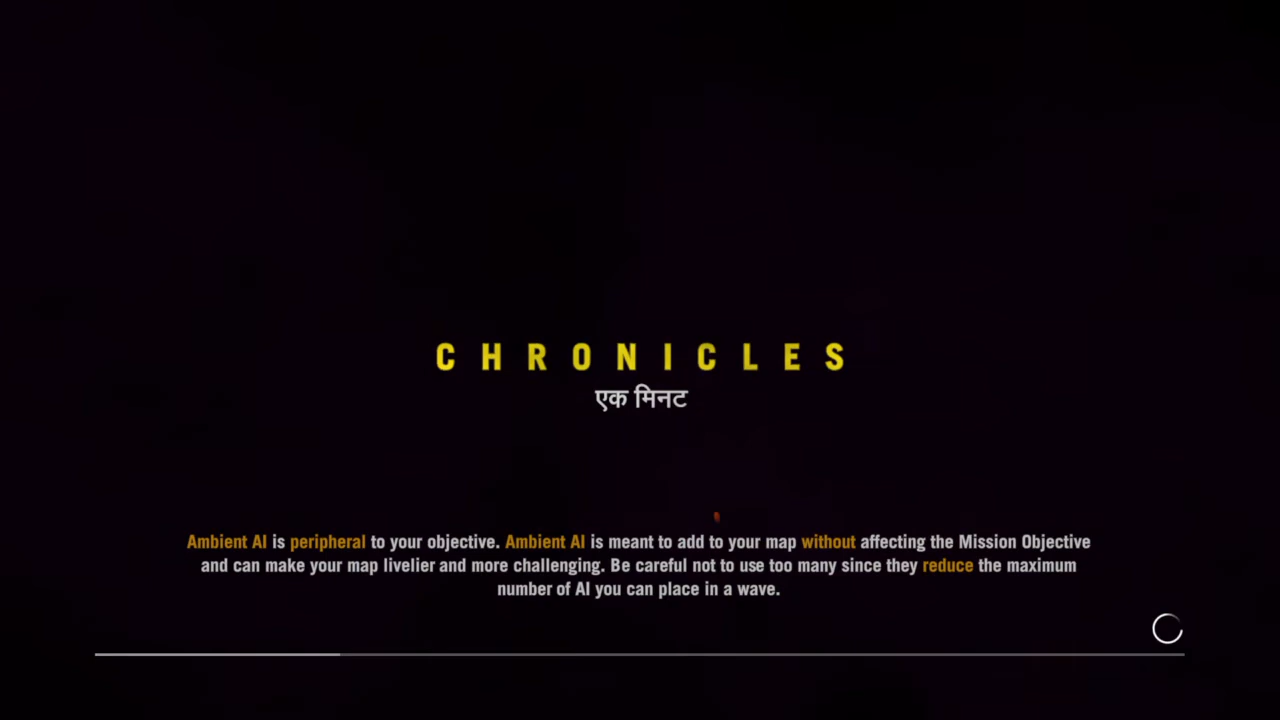 CHRONICLES
एक मिनट
Ambient AI is peripheral to your objective. Ambient AI is meant to add to your map without affecting the Mission Objective
and can make your map livelier and more challenging. Be careful not to use too many since they reduce the maximum
number of AI you can place in a wave.